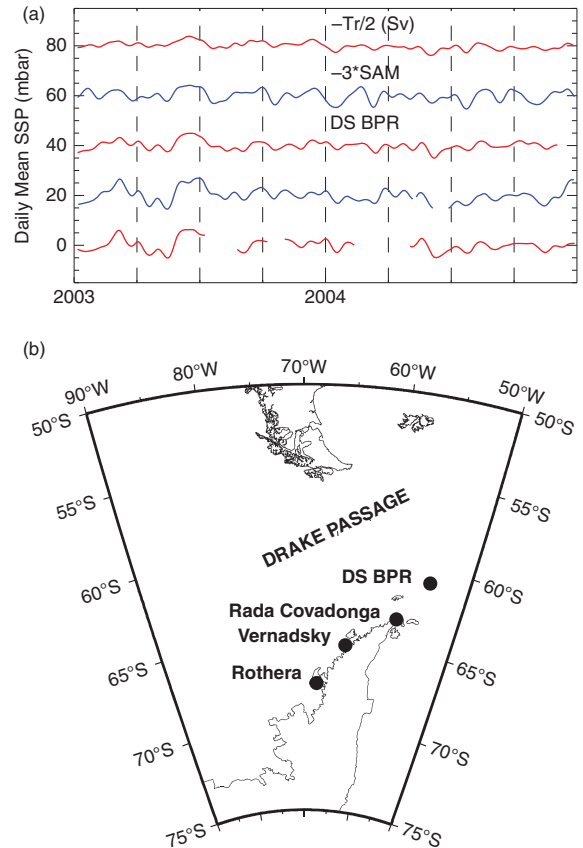 (a)
Daily Mean SSP (mbar)
80
60
40
20
0
–Tr/2 (Sv)
–3*SAM
DS BPR
2003
2004
(b)
90°W
80°W
70°W
60°W
50°W
50°S
50°S
55°S
55°S
60°S
60°S
65°S
65°S
70°S
70°S
75°S
75°S
DRAKE PASSAGE
DS BPR
Rada Covadonga
Vernadsky
Rothera